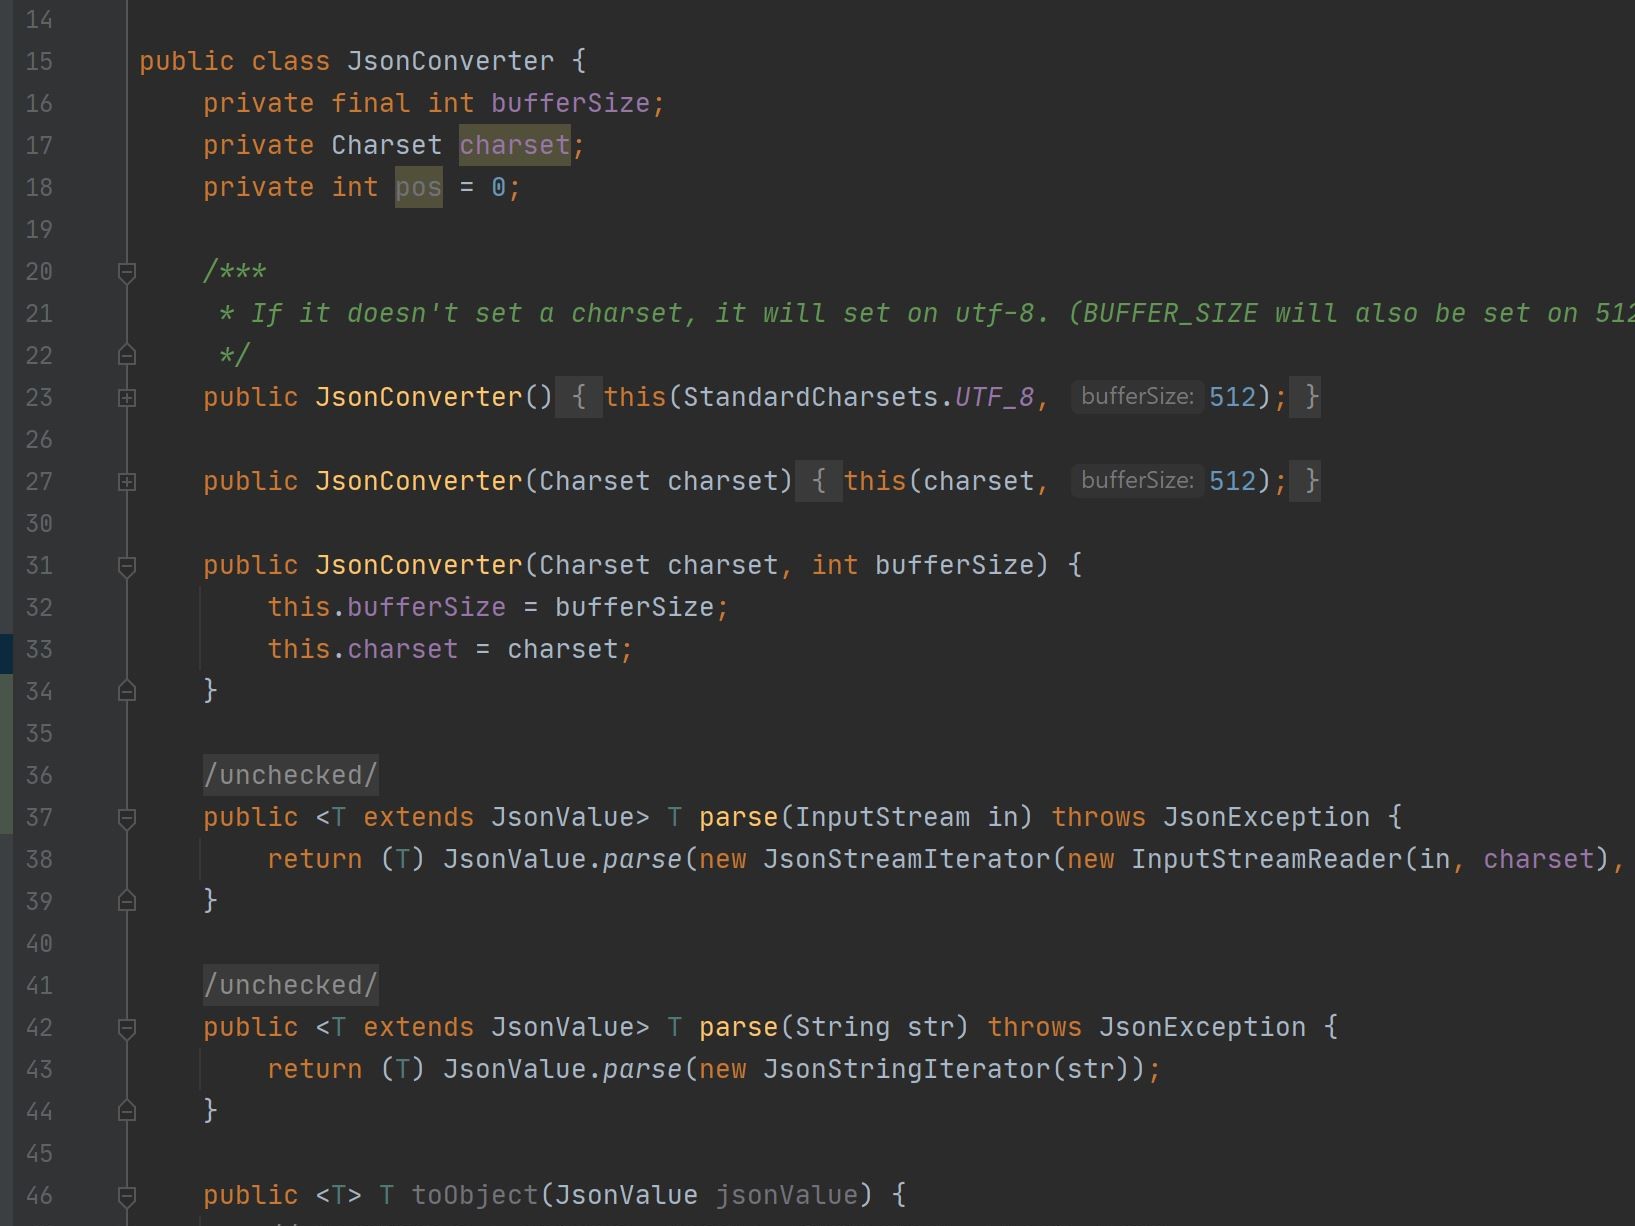 14
15 public class JsonConverter {
16 private final int bufferSize;
17 private Charset charset;
18 private int pos = 0;
19
20 /***
21 * If it doesn't set a charset, it will set on utf-8. (BUFFER_SIZE will also be set on 512
22 */
23 public JsonConverter() { this(StandardCharsets.UTF_8, bufferSize: 512); }
26
27 public JsonConverter(Charset charset) { this(charset, bufferSize: 512); }
30
31 public JsonConverter(Charset charset, int bufferSize) {
32 this.bufferSize = bufferSize;
33 this.charset = charset;
34 }
35
36 /unchecked/
37 public <T extends JsonValue> T parse(InputStream in) throws JsonException {
38 return (T) JsonValue.parse(new JsonStreamIterator(new InputStreamReader(in, charset),
39 }
40
41 /unchecked/
42 public <T extends JsonValue> T parse(String str) throws JsonException {
43 return (T) JsonValue.parse(new JsonStringIterator(str));
44 }
45
46 public <T> T toObject(JsonValue jsonValue) {